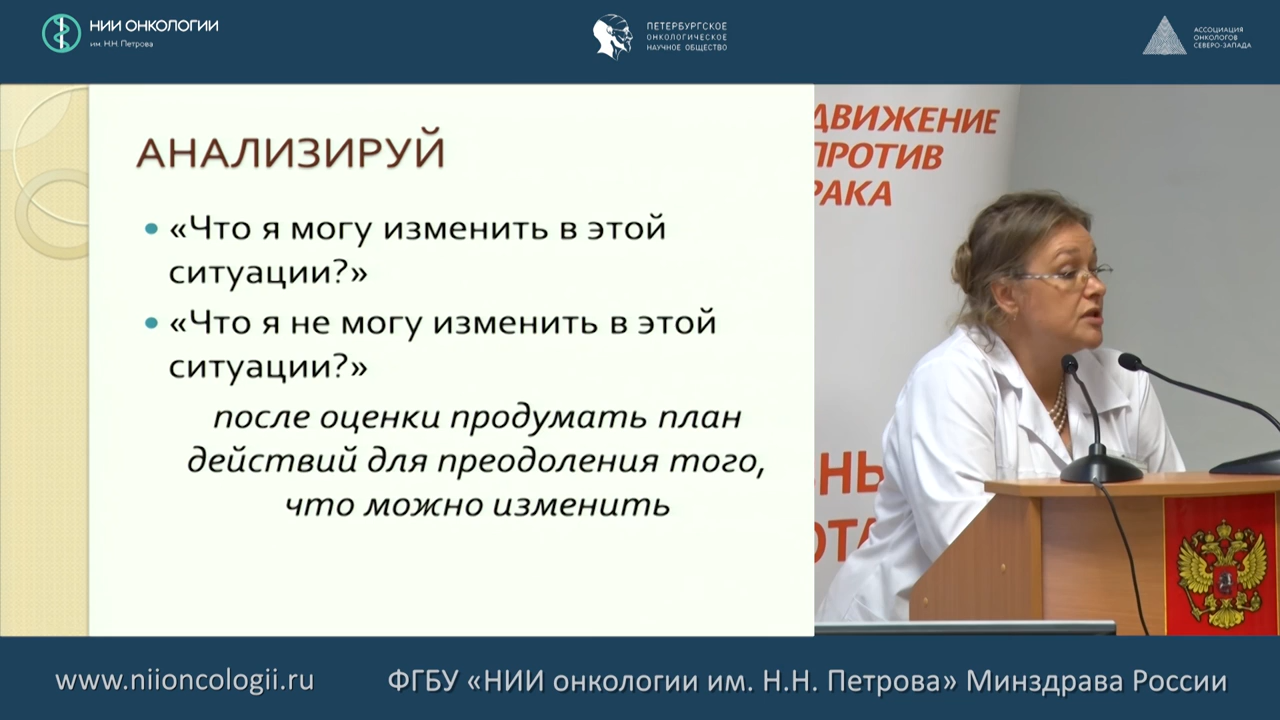 НИИ ОНКОЛОГИИ
им. Н.Н. Петрова
ПЕТЕРБУРГСКОЕ
ОНКОЛОГИЧЕСКОЕ
НАУЧНОЕ ОБЩЕСТВО
АССОЦИАЦИЯ
ОНКОЛОГОВ
СЕВЕРО-ЗАПАДА
АНАЛИЗИРУЙ
• «Что я могу изменить в этой
ситуации?»
• «Что я не могу изменить в этой
ситуации?»
после оценки продумать план
действий для преодоления того,
что можно изменить
ДВИЖЕНИЕ
ПРОТИВ
РАКА
www.niioncologii.ru
ФГБУ «НИИ онкологии им. Н.Н. Петрова» Минздрава России